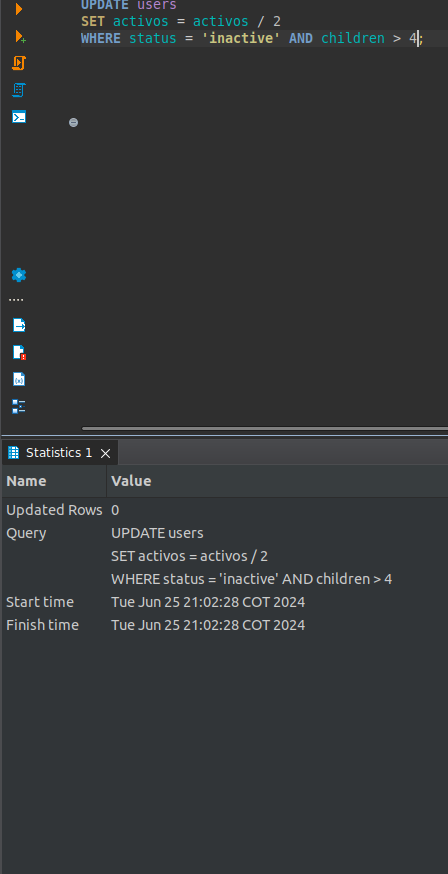 UPDATE users
SET activos = activos / 2
WHERE status = 'inactive' AND children > 4;
Statistics 1
Name Value
Updated Rows 0
Query UPDATE users
SET activos = activos / 2
WHERE status = 'inactive' AND children > 4
Start time Tue Jun 25 21:02:28 COT 2024
Finish time Tue Jun 25 21:02:28 COT 2024